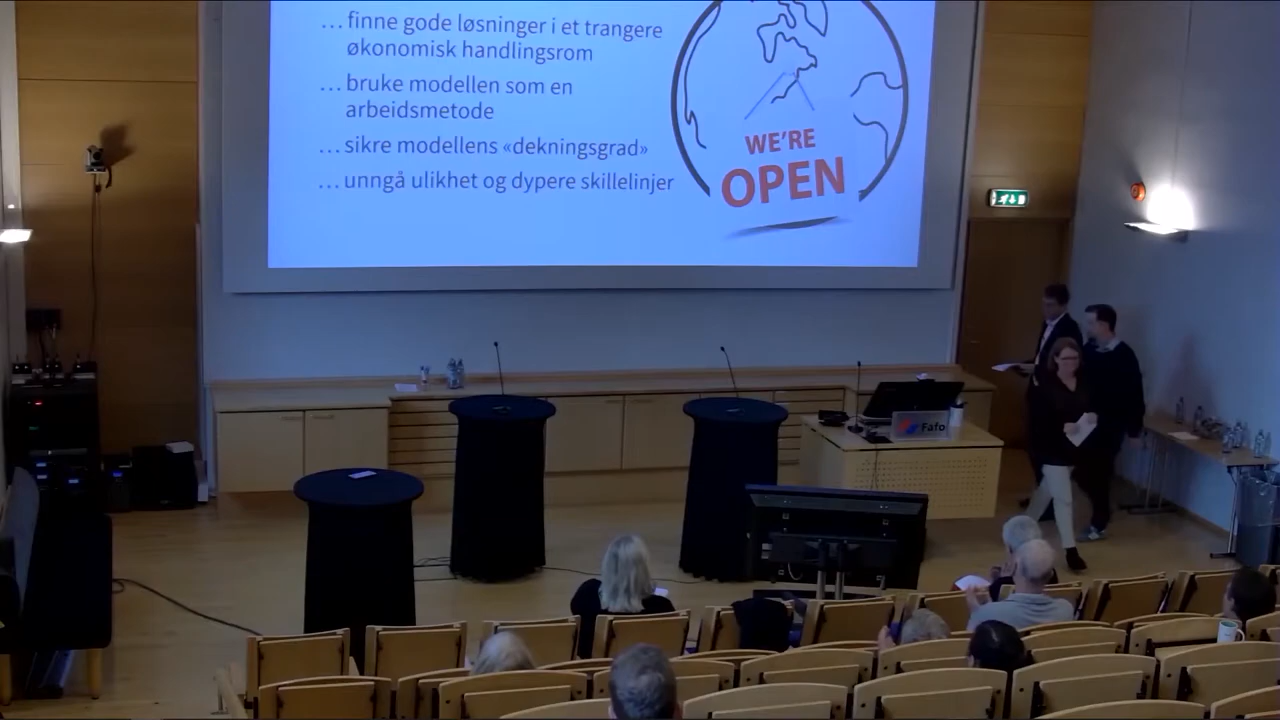 ...finne gode løsninger i et trangere
økonomisk handlingsrom
...bruke modellen som en
arbeidsmetode
...sikre modellens «dekningsgrad»
...unngå ulikhet og dypere skillelinjer
WE'RE
OPEN
Fafo